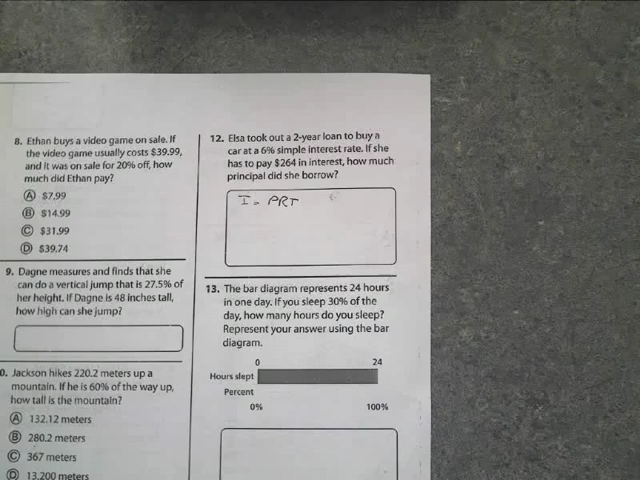 8. Ethan buys a video game on sale. If
the video game usually costs $39.99,
and it was on sale for 20% off, how
much did Ethan pay?
Ⓐ $7.99
Ⓑ $14.99
Ⓒ $31.99
Ⓓ $39.74
9. Dagne measures and finds that she
can do a vertical jump that is 27.5% of
her height. If Dagne is 48 inches tall,
how high can she jump?
0. Jackson hikes 220.2 meters up a
mountain. If he is 60% of the way up,
how tall is the mountain?
Ⓐ 132.12 meters
Ⓑ 280.2 meters
Ⓒ 367 meters
Ⓓ 13,200 meters
12. Elsa took out a 2-year loan to buy a
car at a 6% simple interest rate. If she
has to pay $264 in interest, how much
principal did she borrow?
I = PRT
13. The bar diagram represents 24 hours
in one day. If you sleep 30% of the
day, how many hours do you sleep?
Represent your answer using the bar
diagram.
0 24
Hours slept
Percent
0% 100%